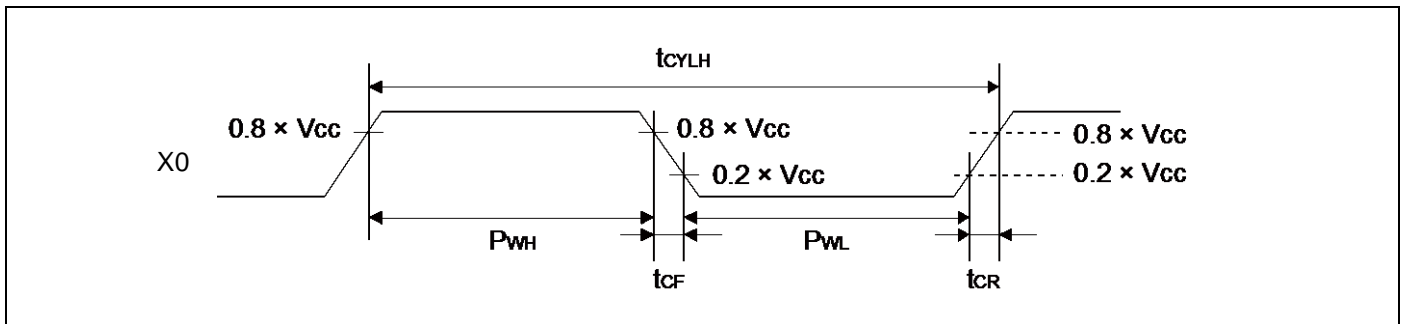 tCYLH
0.8 × Vcc
0.8 × Vcc
0.8 × Vcc
X0
0.2 × Vcc
0.2 × Vcc
PWH
PWL
tCF
tCR